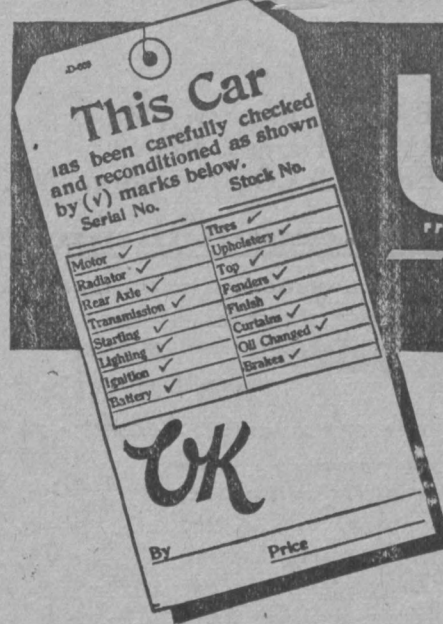 This Car
has been carefully checked
and reconditioned as shown
by (√) marks below.
Serial No.
Stock No.
Motor ✓
Radiator ✓
Rear Axle ✓
Transmission ✓
Starting ✓
Lighting ✓
Ignition ✓
Battery ✓
Tires ✓
Upholstery ✓
Top ✓
Fenders ✓
Finish ✓
Curtains ✓
Oil Changed ✓
Brakes ✓
OK
By
Price
U